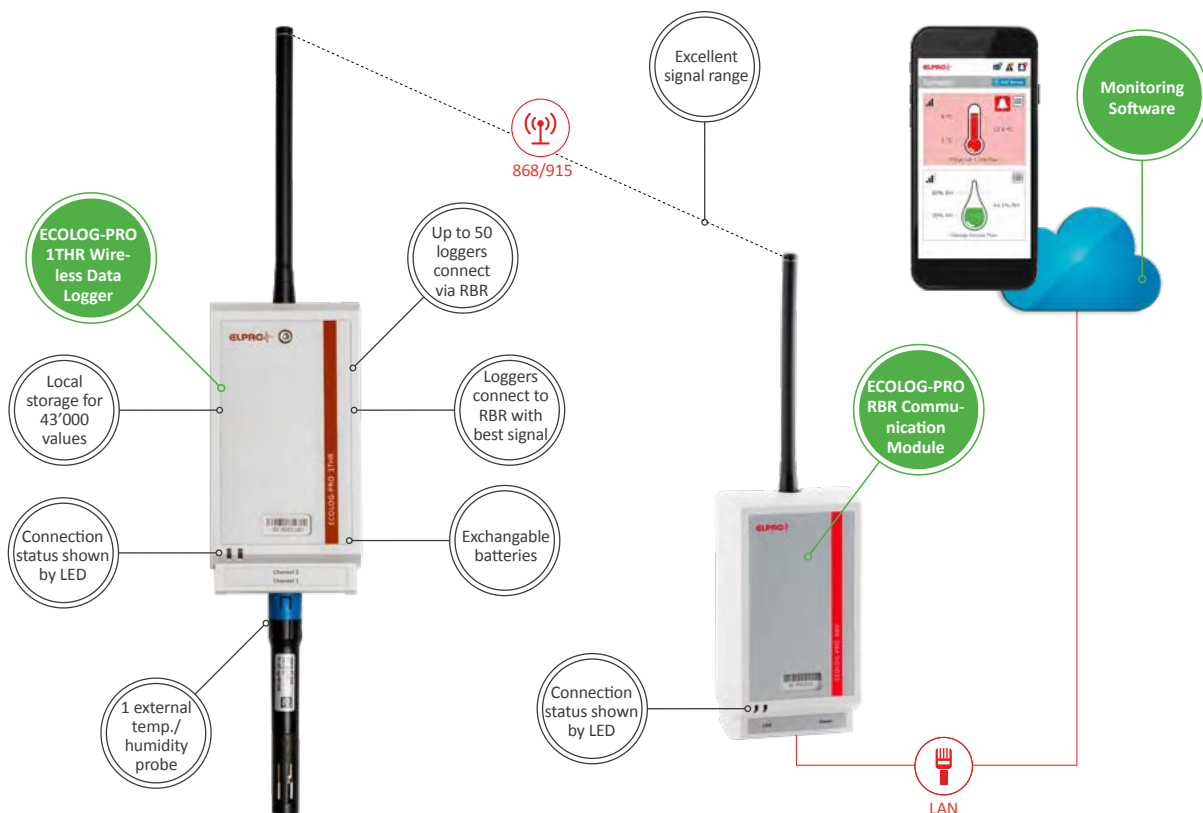 Excellent
signal range
868/915
ELPRO
Monitoring
Software
ECOLOG-PRO
1THR Wire-
less Data
Logger
Up to 50
loggers
connect
via RBR
ELPRO
Local
storage for
43’000
values
Loggers
connect to
RBR with
best signal
ECOLOG-PRO 1THR
ECOLOG-PRO
RBR Commu-
nication
Module
Connection
status shown
by LED
Exchangable
batteries
Channel 2
Channel 1
1 external
temp./
humidity
probe
ELPRO
ECOLOG-PRO RBR
Connection
status shown
by LED
LAN
Power
LAN